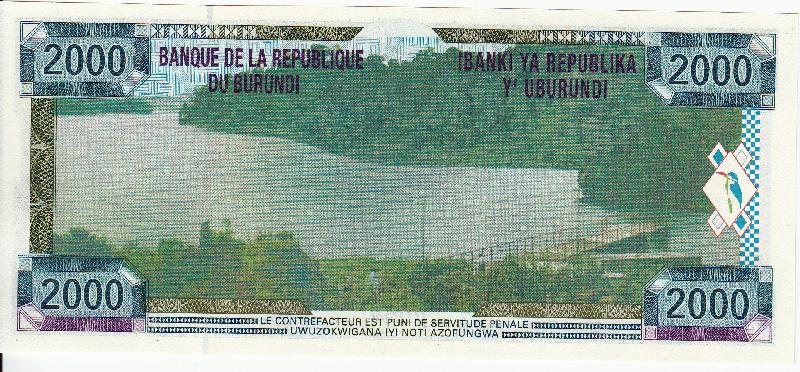 2000
BANQUE DE LA REPUBLIQUE
DU BURUNDI
IBANKI YA REPUBLIKA
Y' UBURUNDI
2000
2000
LE CONTREFACTEUR EST PUNI DE SERVITUDE PENALE
UWUZOKWIGANA IYI NOTI AZOFUNGWA
2000